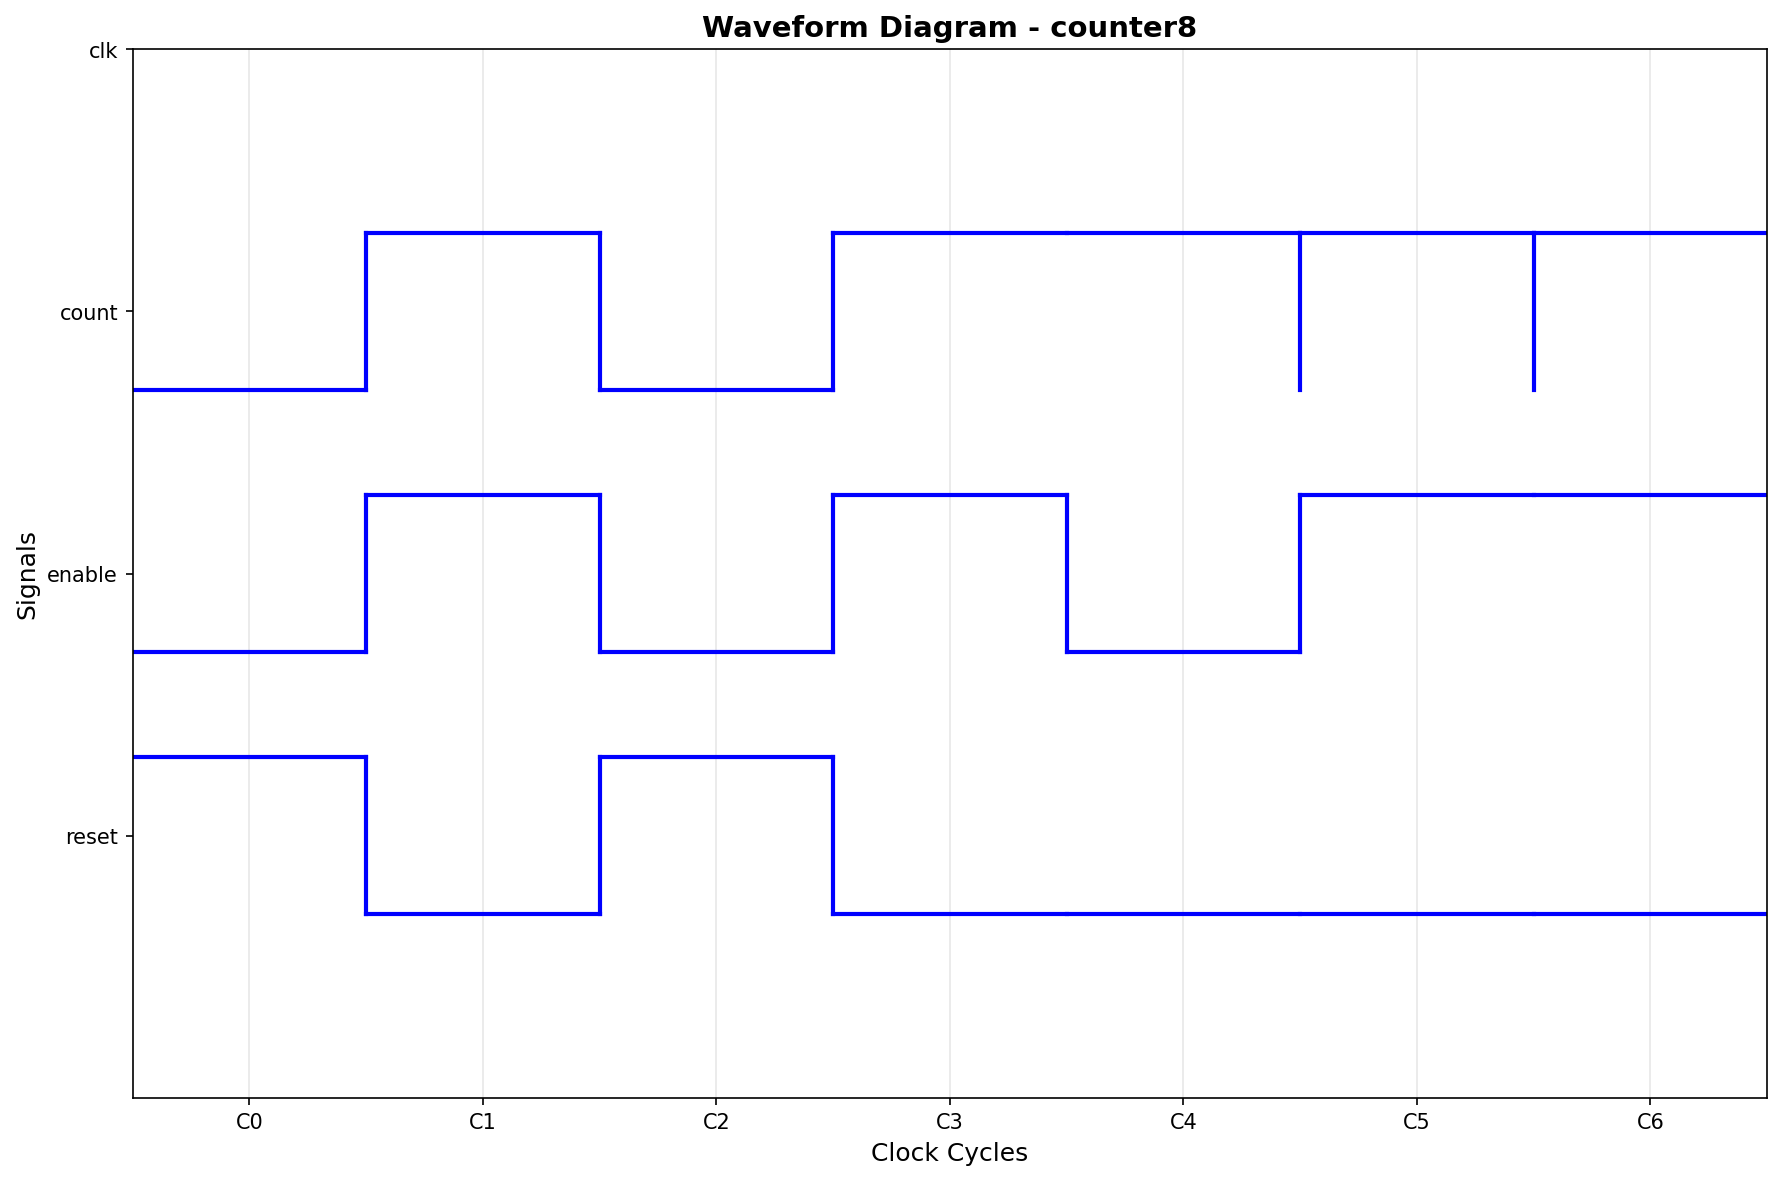 Waveform Diagram - counter8
clk
count
enable
reset
Signals
C0 C1 C2 C3 C4 C5 C6
Clock Cycles